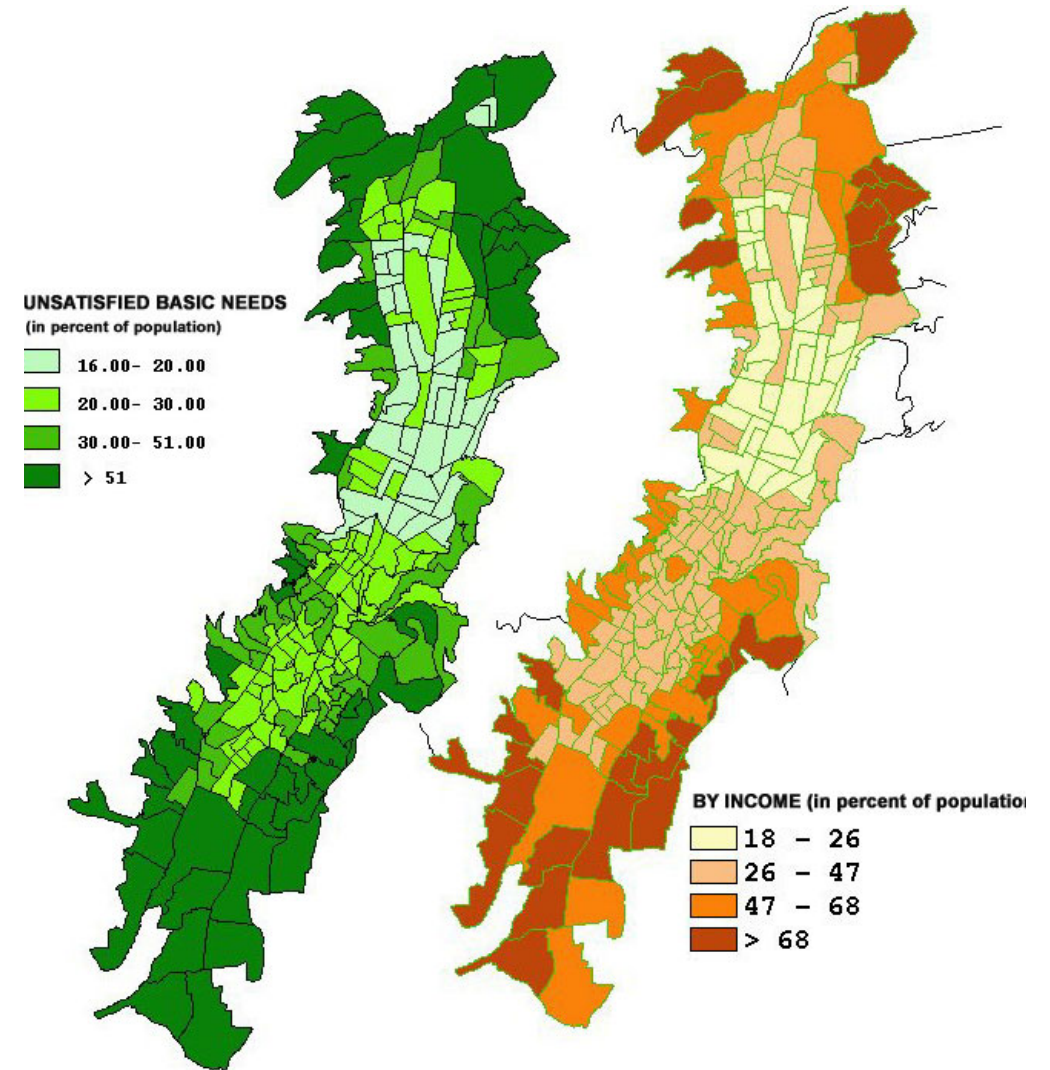 UNSATISFIED BASIC NEEDS
(in percent of population)
16.00- 20.00
20.00- 30.00
30.00- 51.00
> 51
BY INCOME (in percent of populatio
18 - 26
26 - 47
47 - 68
> 68